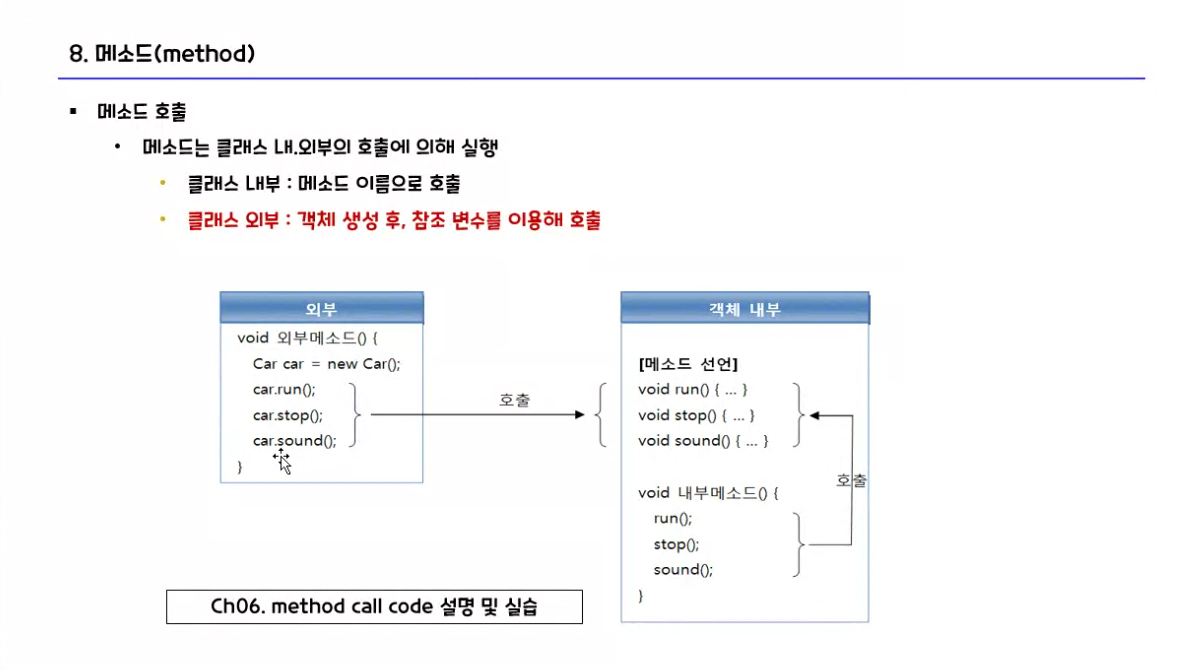 8. 메소드(method)
▪ 메소드 호출
• 메소드는 클래스 내.외부의 호출에 의해 실행
• 클래스 내부 : 메소드 이름으로 호출
• 클래스 외부 : 객체 생성 후, 참조 변수를 이용해 호출
외부
void 외부메소드() {
Car car = new Car();
car.run();
car.stop();
car.sound();
}
호출
객체 내부
[메소드 선언]
void run() { ... }
void stop() { ... }
void sound() { ... }
호출
void 내부메소드() {
run();
stop();
sound();
}
Ch06. method call code 설명 및 실습